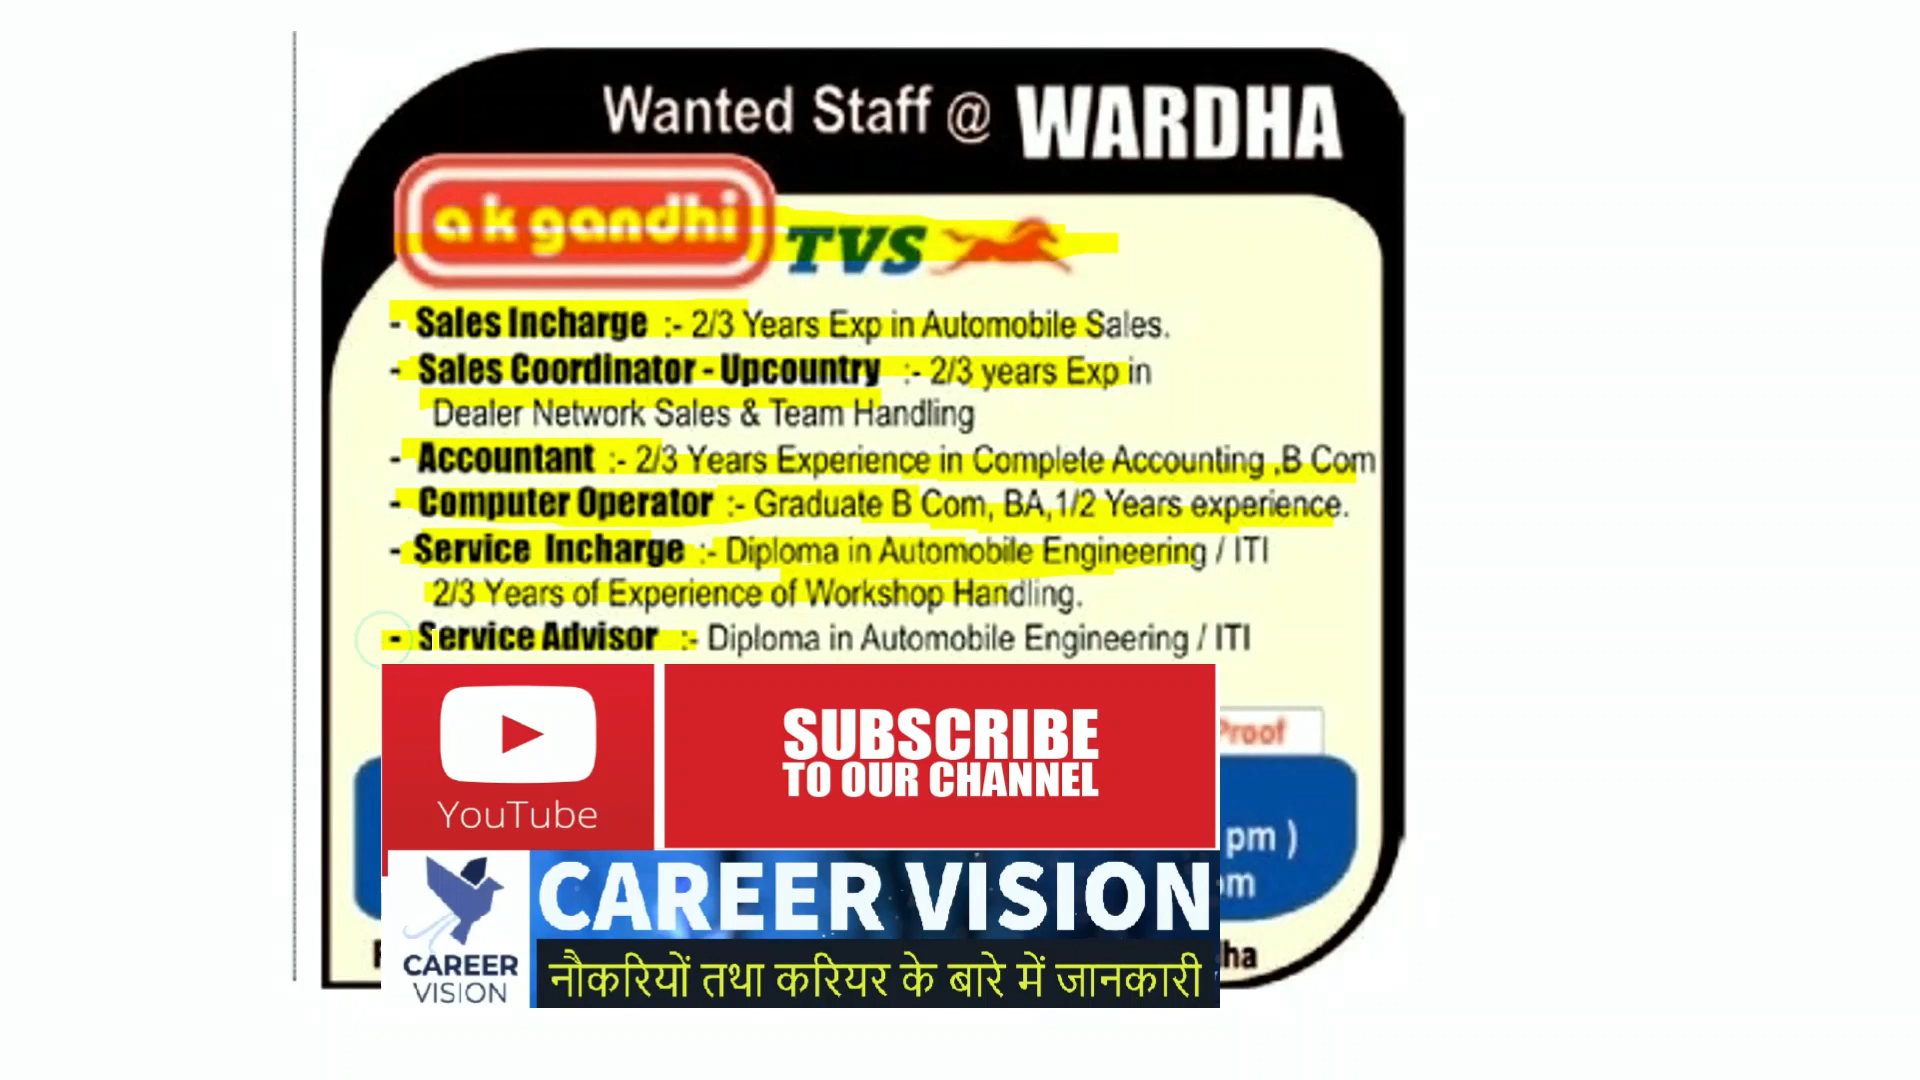 Wanted Staff @ WARDHA
a k gandhi TVS
- Sales Incharge :- 2/3 Years Exp in Automobile Sales.
- Sales Coordinator - Upcountry :- 2/3 years Exp in
Dealer Network Sales & Team Handling
- Accountant :- 2/3 Years Experience in Complete Accounting ,B Com
- Computer Operator :- Graduate B Com, BA,1/2 Years experience.
- Service Incharge :- Diploma in Automobile Engineering / ITI
2/3 Years of Experience of Workshop Handling.
- Service Advisor :- Diploma in Automobile Engineering / ITI
Proof
YouTube
SUBSCRIBE
TO OUR CHANNEL
pm )
CAREER VISION
CAREER
VISION
नौकरियों तथा करियर के बारे में जानकारी